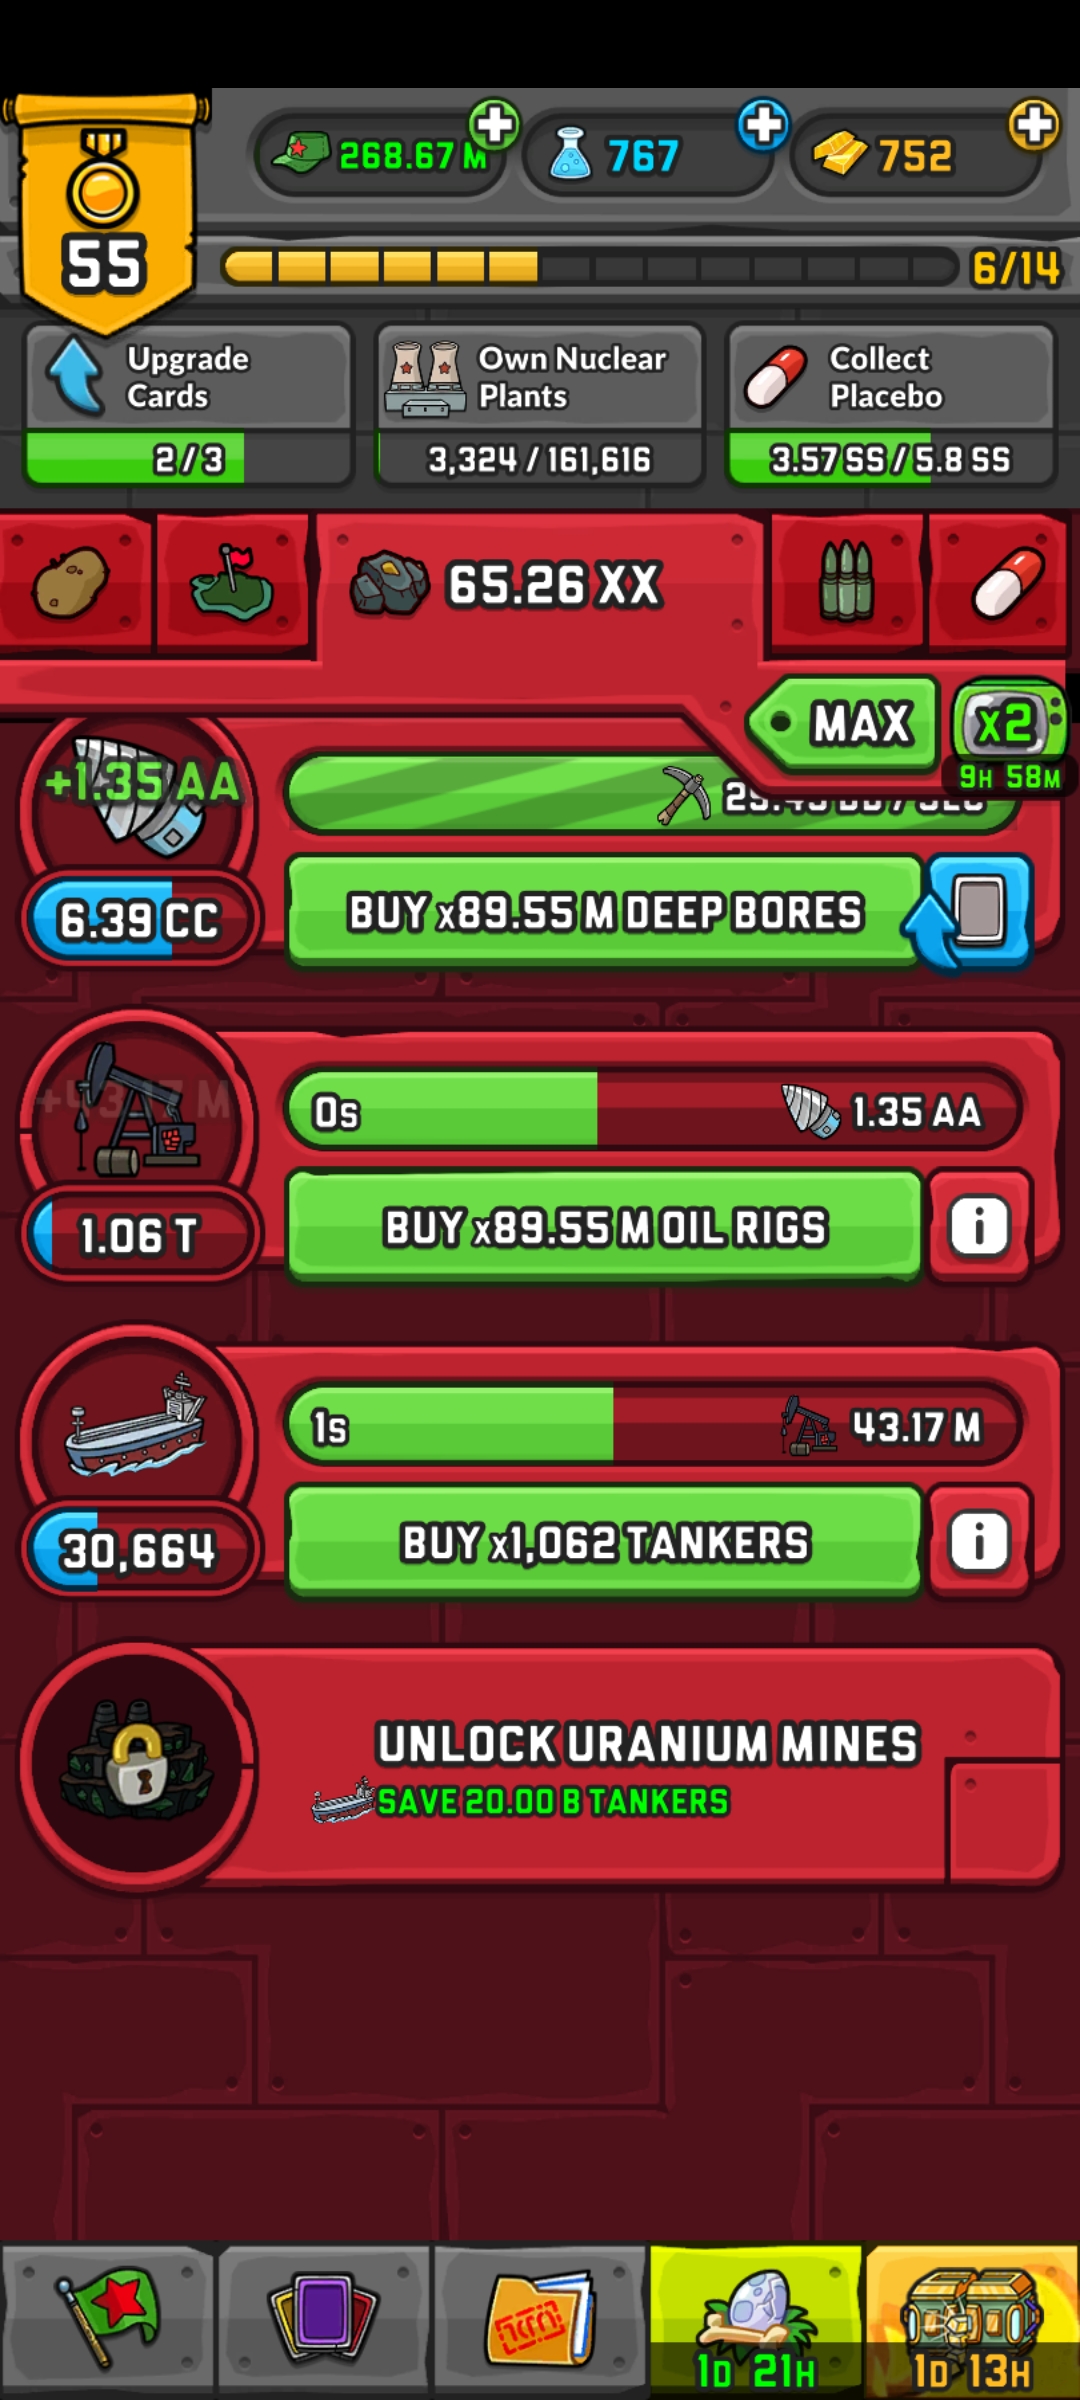 268.67 M
767
752
55
6/14
Upgrade
Cards
2/3
Own Nuclear
Plants
3,324 / 161,616
Collect
Placebo
3.57 SS / 5.8 SS
65.26 XX
MAX
x2
9H 58M
+1.35 AA
6.39 CC
BUY x89.55 M DEEP BORES
+43.17 M
0s
1.35 AA
1.06 T
BUY x89.55 M OIL RIGS
i
1s
43.17 M
30,664
BUY x1,062 TANKERS
i
UNLOCK URANIUM MINES
SAVE 20.00 B TANKERS
1D 21H
1D 13H